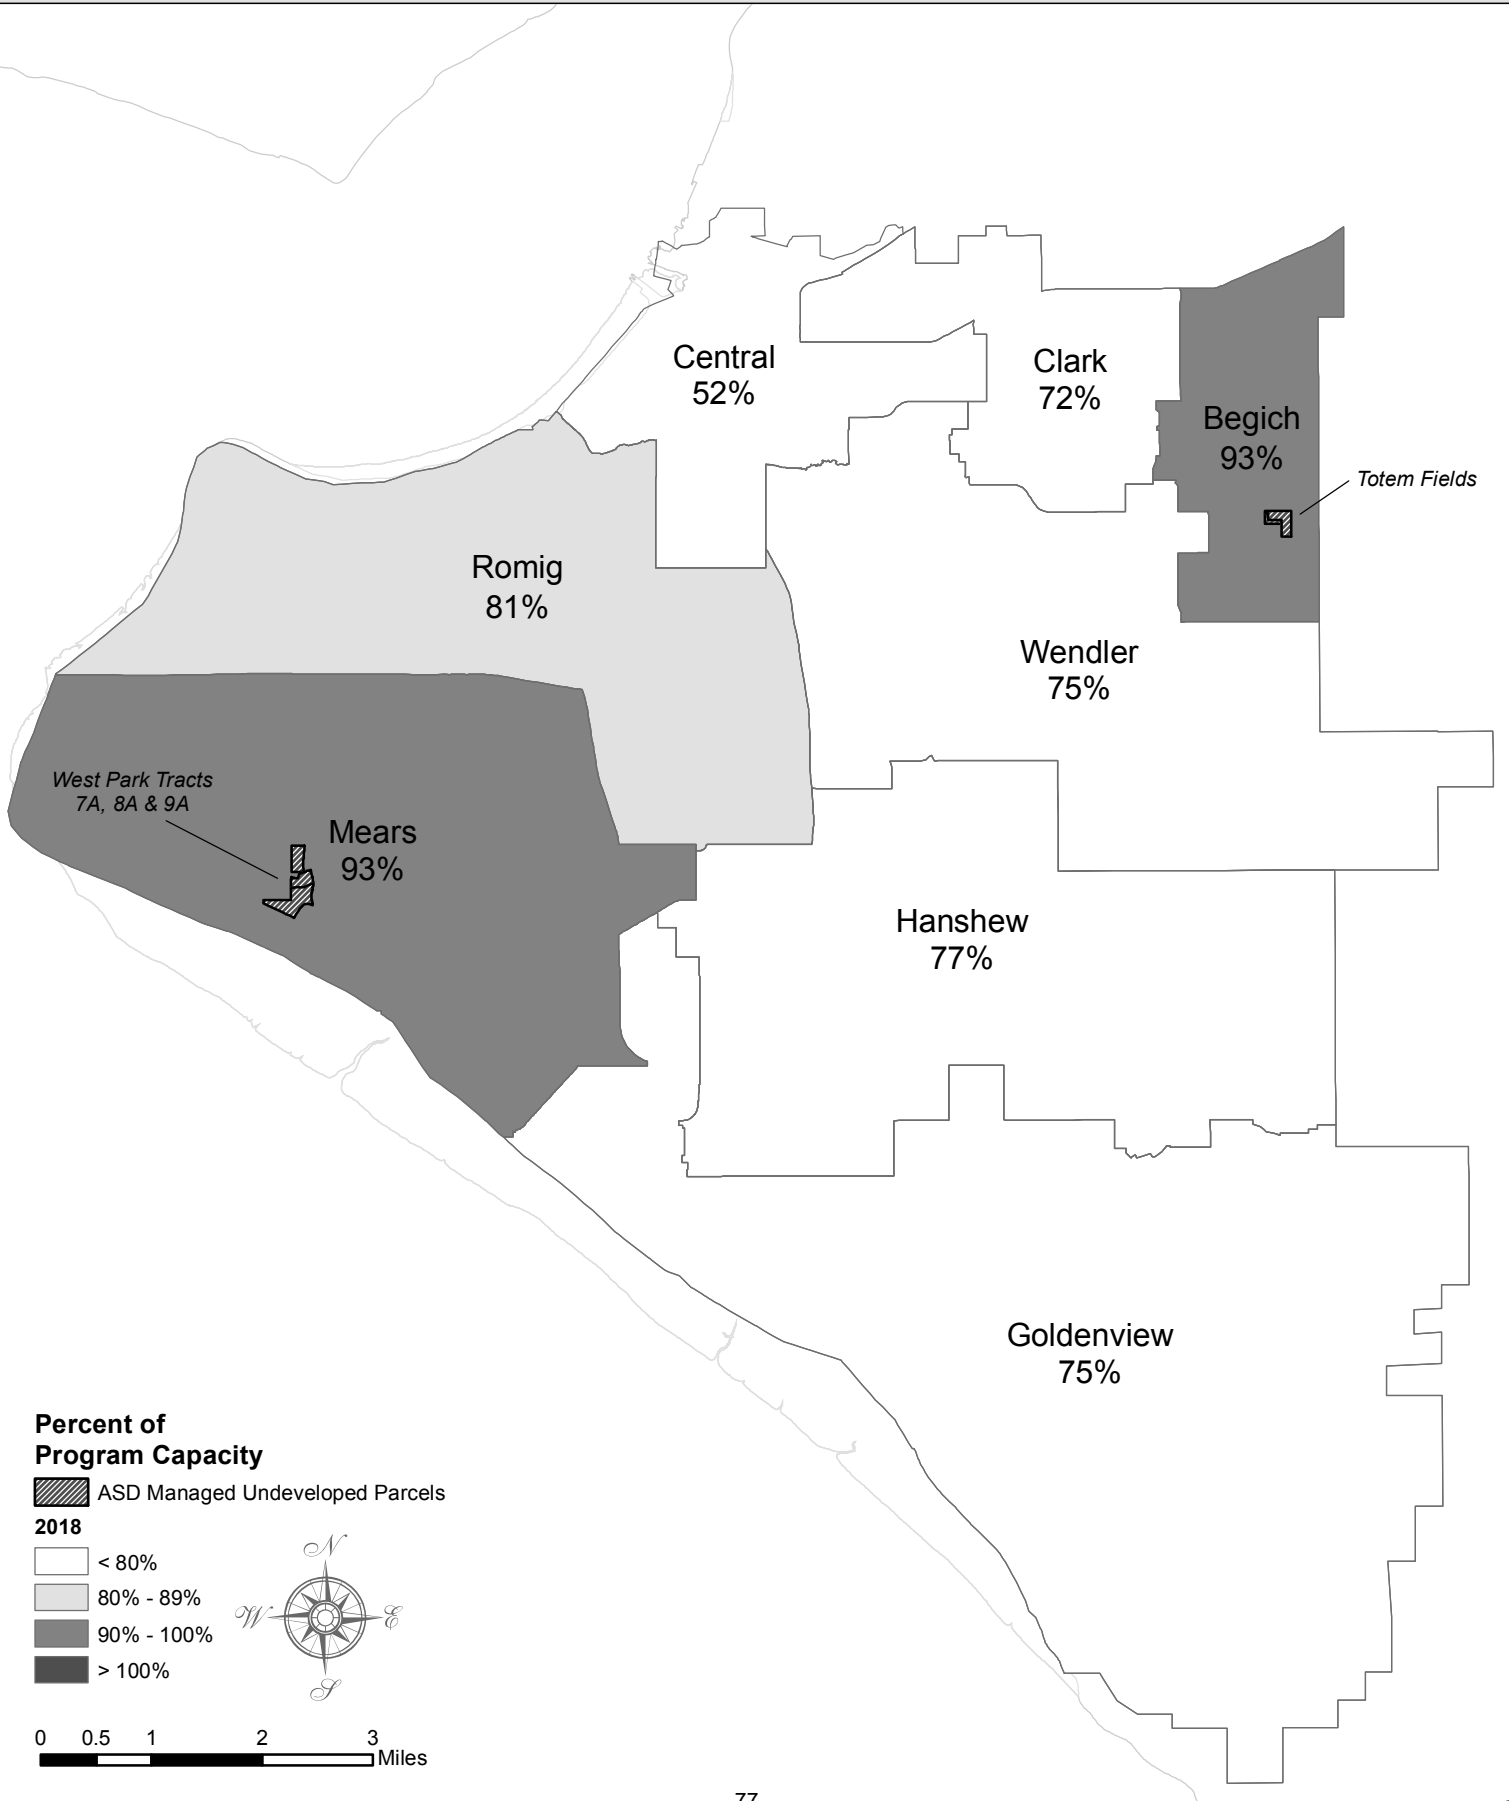 Central
52%
Clark
72%
Begich
93%
Totem Fields
Romig
81%
Wendler
75%
West Park Tracts
7A, 8A & 9A
Mears
93%
Hanshew
77%
Goldenview
75%
Percent of
Program Capacity
ASD Managed Undeveloped Parcels
2018
< 80%
80% - 89%
90% - 100%
> 100%
N
W E
S
0 0.5 1 2 3
Miles
77